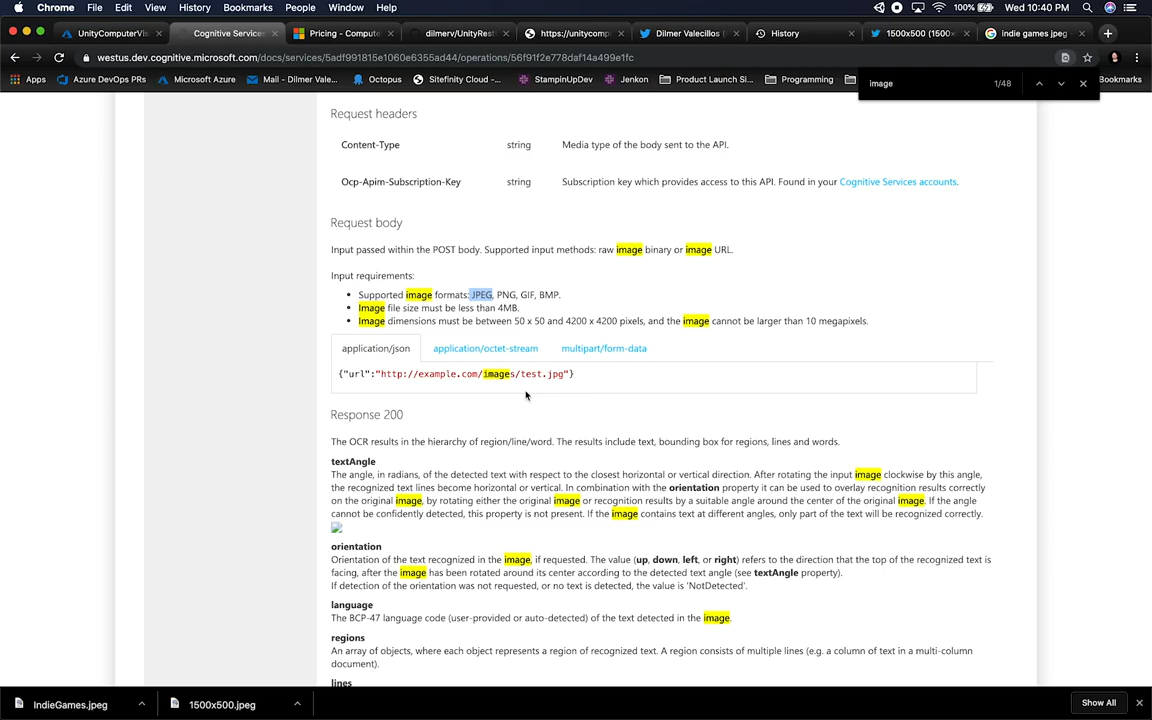 Chrome File Edit View History Bookmarks People Window Help 100% Wed 10:40 PM
UnityComputerVis Cognitive Services Pricing - Compute dilmerv/UnityRest https://unitycomp Dilmer Valecillos ( History 1500x500 (1500 indie games jpeg
westus.dev.cognitive.microsoft.com/docs/services/5adf991815e1060e6355ad44/operations/56f91f2e778daf14a499e1fc
Apps Azure DevOps PRs Microsoft Azure Mail - Dilmer Vale... Octopus Sitefinity Cloud -... StampinUpDev Jenkon Product Launch Si... Programming Bookmarks
image 1/48
Request headers
Content-Type string Media type of the body sent to the API.
Ocp-Apim-Subscription-Key string Subscription key which provides access to this API. Found in your Cognitive Services accounts.
Request body
Input passed within the POST body. Supported input methods: raw image binary or image URL.
Input requirements:
• Supported image formats: JPEG, PNG, GIF, BMP.
• Image file size must be less than 4MB.
• Image dimensions must be between 50 x 50 and 4200 x 4200 pixels, and the image cannot be larger than 10 megapixels.
application/json application/octet-stream multipart/form-data
{"url":"http://example.com/images/test.jpg"}
Response 200
The OCR results in the hierarchy of region/line/word. The results include text, bounding box for regions, lines and words.
textAngle
The angle, in radians, of the detected text with respect to the closest horizontal or vertical direction. After rotating the input image clockwise by this angle,
the recognized text lines become horizontal or vertical. In combination with the orientation property it can be used to overlay recognition results correctly
on the original image, by rotating either the original image or recognition results by a suitable angle around the center of the original image. If the angle
cannot be confidently detected, this property is not present. If the image contains text at different angles, only part of the text will be recognized correctly.
orientation
Orientation of the text recognized in the image, if requested. The value (up, down, left, or right) refers to the direction that the top of the recognized text is
facing, after the image has been rotated around its center according to the detected text angle (see textAngle property).
If detection of the orientation was not requested, or no text is detected, the value is 'NotDetected'.
language
The BCP-47 language code (user-provided or auto-detected) of the text detected in the image.
regions
An array of objects, where each object represents a region of recognized text. A region consists of multiple lines (e.g. a column of text in a multi-column
document).
lines
IndieGames.jpeg 1500x500.jpeg Show All